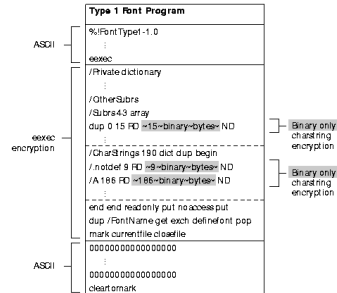 Type 1 Font Program
%!FontType1-1.0
⋮
eexec
ASCII
/Private dictionary
⋮
/OtherSubrs
/Subrs 43 array
dup 0 15 RD ~15~binary~bytes~ ND
Binary only
charstring
encryption
eexec
encryption
/CharStrings 190 dict dup begin
/.notdef 9 RD ~9~binary~bytes~ ND
/A 186 RD ~186~binary~bytes~ ND
Binary only
charstring
encryption
end end readonly put noaccess put
dup /FontName get exch definefont pop
mark currentfile closefile
0000000000000000
⋮
0000000000000000
cleartomark
ASCII